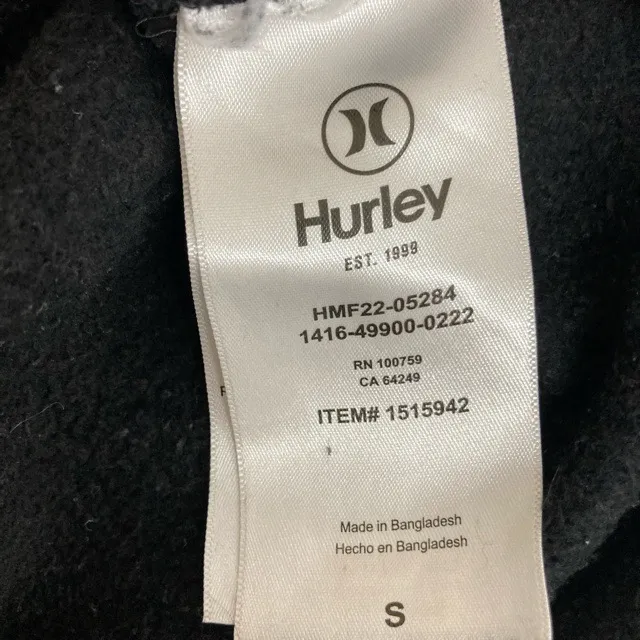 Hurley
EST. 1999
HMF22-05284
1416-49900-0222
RN 100759
CA 64249
ITEM# 1515942
Made in Bangladesh
Hecho en Bangladesh
S